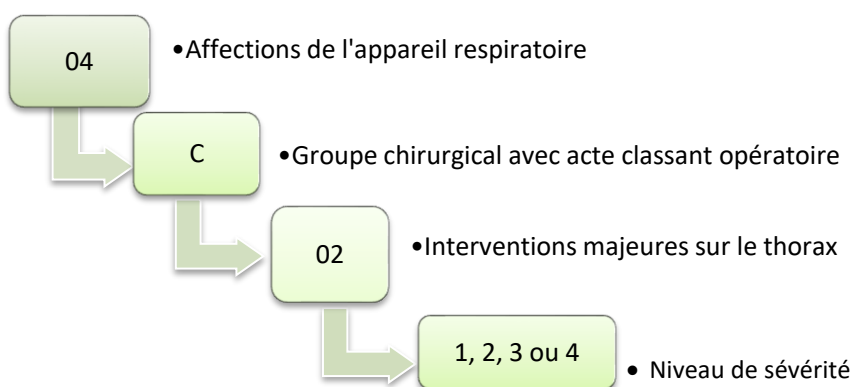 04
•Affections de l'appareil respiratoire
C
•Groupe chirurgical avec acte classant opératoire
02
•Interventions majeures sur le thorax
1, 2, 3 ou 4
• Niveau de sévérité